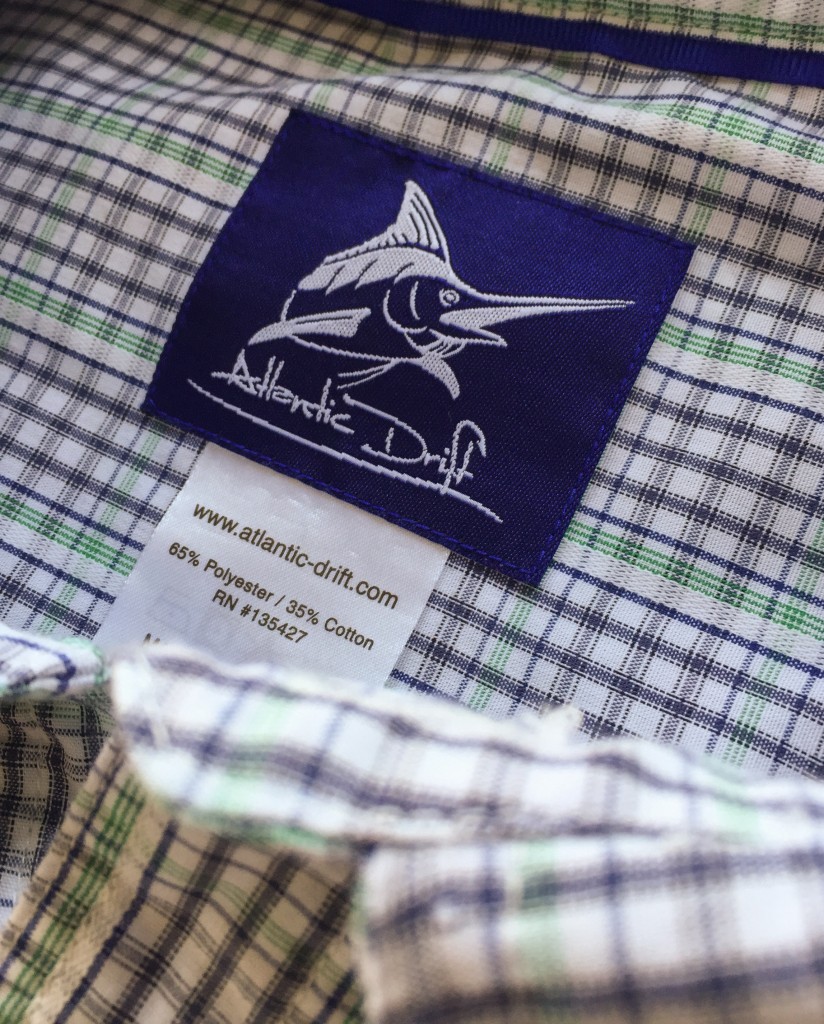 Atlantic Drift
www.atlantic-drift.com
65% Polyester / 35% Cotton
RN #135427